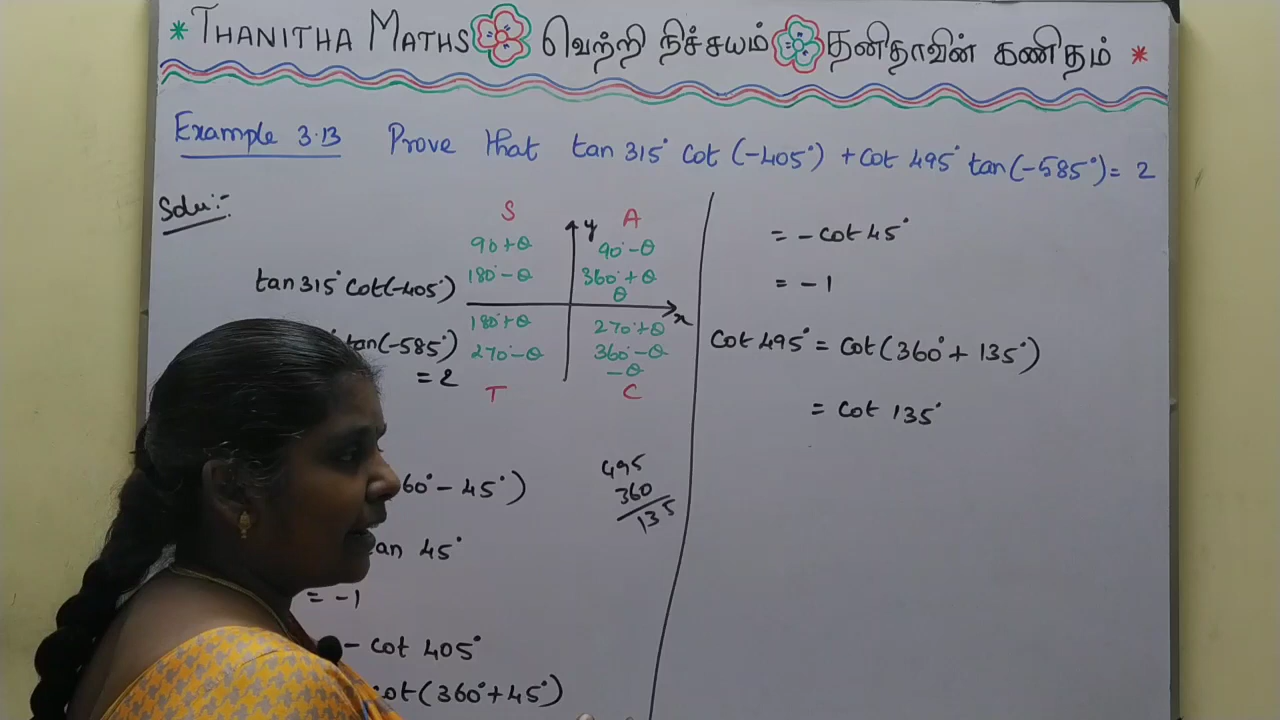 * THANITHA MATHS வெற்றி நிச்சயம் தனிதாவின் கணிதம் *
Example 3.13 Prove that tan 315° cot (-405°) + cot 495° tan(-585°) = 2
Solu:-
tan 315° cot(-405°)
tan(-585°)
= 2
S
A
y
90+θ
90°-θ
180°-θ
360°+θ
θ
x
180°+θ
270°+θ
270°-θ
360°-θ
-θ
T
C
60° - 45°)
an 45°
= -1
- cot 405°
cot(360°+45°)
495
360
135
= - cot 45°
= -1
cot 495° = cot(360° + 135°)
= cot 135°